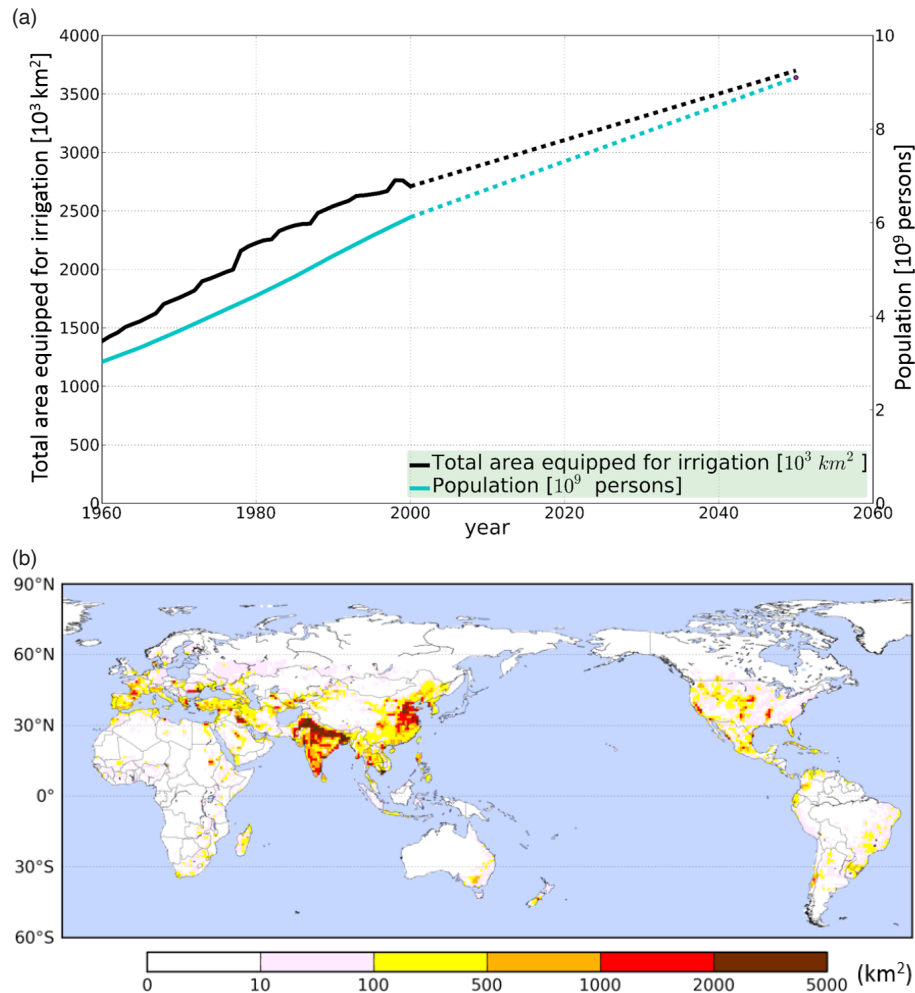 (a)
4000
3500
3000
2500
2000
1500
1000
500
0
Total area equipped for irrigation [10³ km²]
10
8
6
4
2
0
Population [10⁹ persons]
Total area equipped for irrigation [10³ km² ]
Population [10⁹ persons]
1960 1980 2000 2020 2040 2060
year
(b)
90°N
60°N
30°N
0°
30°S
60°S
0 10 100 500 1000 2000 5000 (km²)